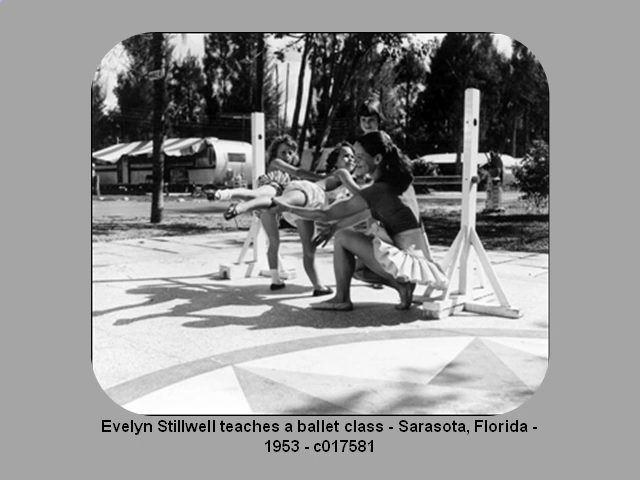 Evelyn Stillwell teaches a ballet class - Sarasota, Florida -
1953 - c017581